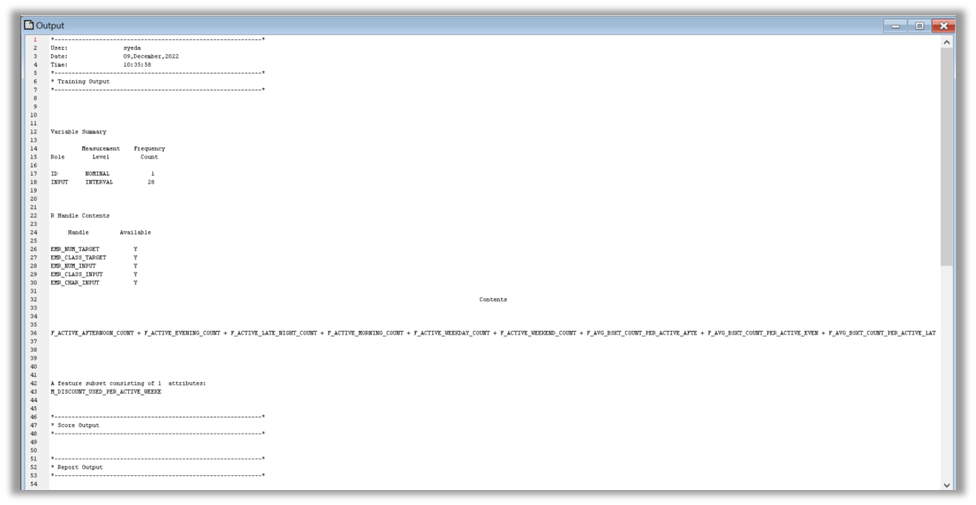 Output
1 *------------------------------------------------------------*
2 User: syeda
3 Date: 09,December,2022
4 Time: 10:35:58
5 *------------------------------------------------------------*
6 * Training Output
7 *------------------------------------------------------------*
8
9
10
11
12 Variable Summary
13
14 Measurement Frequency
15 Role Level Count
16
17 ID NOMINAL 1
18 INPUT INTERVAL 28
19
20
21
22 R Handle Contents
23
24 Handle Available
25
26 EMR_NUM_TARGET Y
27 EMR_CLASS_TARGET Y
28 EMR_NUM_INPUT Y
29 EMR_CLASS_INPUT Y
30 EMR_CHAR_INPUT Y
31
32 Contents
33
34
35
36 F_ACTIVE_AFTERNOON_COUNT + F_ACTIVE_EVENING_COUNT + F_ACTIVE_LATE_NIGHT_COUNT + F_ACTIVE_MORNING_COUNT + F_ACTIVE_WEEKDAY_COUNT + F_ACTIVE_WEEKEND_COUNT + F_AVG_BSKT_COUNT_PER_ACTIVE_AFTE + F_AVG_BSKT_COUNT_PER_ACTIVE_EVEN + F_AVG_BSKT_COUNT_PER_ACTIVE_LAT
37
38
39
40
41
42 A feature subset consisting of 1 attributes:
43 M_DISCOUNT_USED_PER_ACTIVE_WEEKE
44
45
46 *------------------------------------------------------------*
47 * Score Output
48 *------------------------------------------------------------*
49
50
51 *------------------------------------------------------------*
52 * Report Output
53 *------------------------------------------------------------*
54